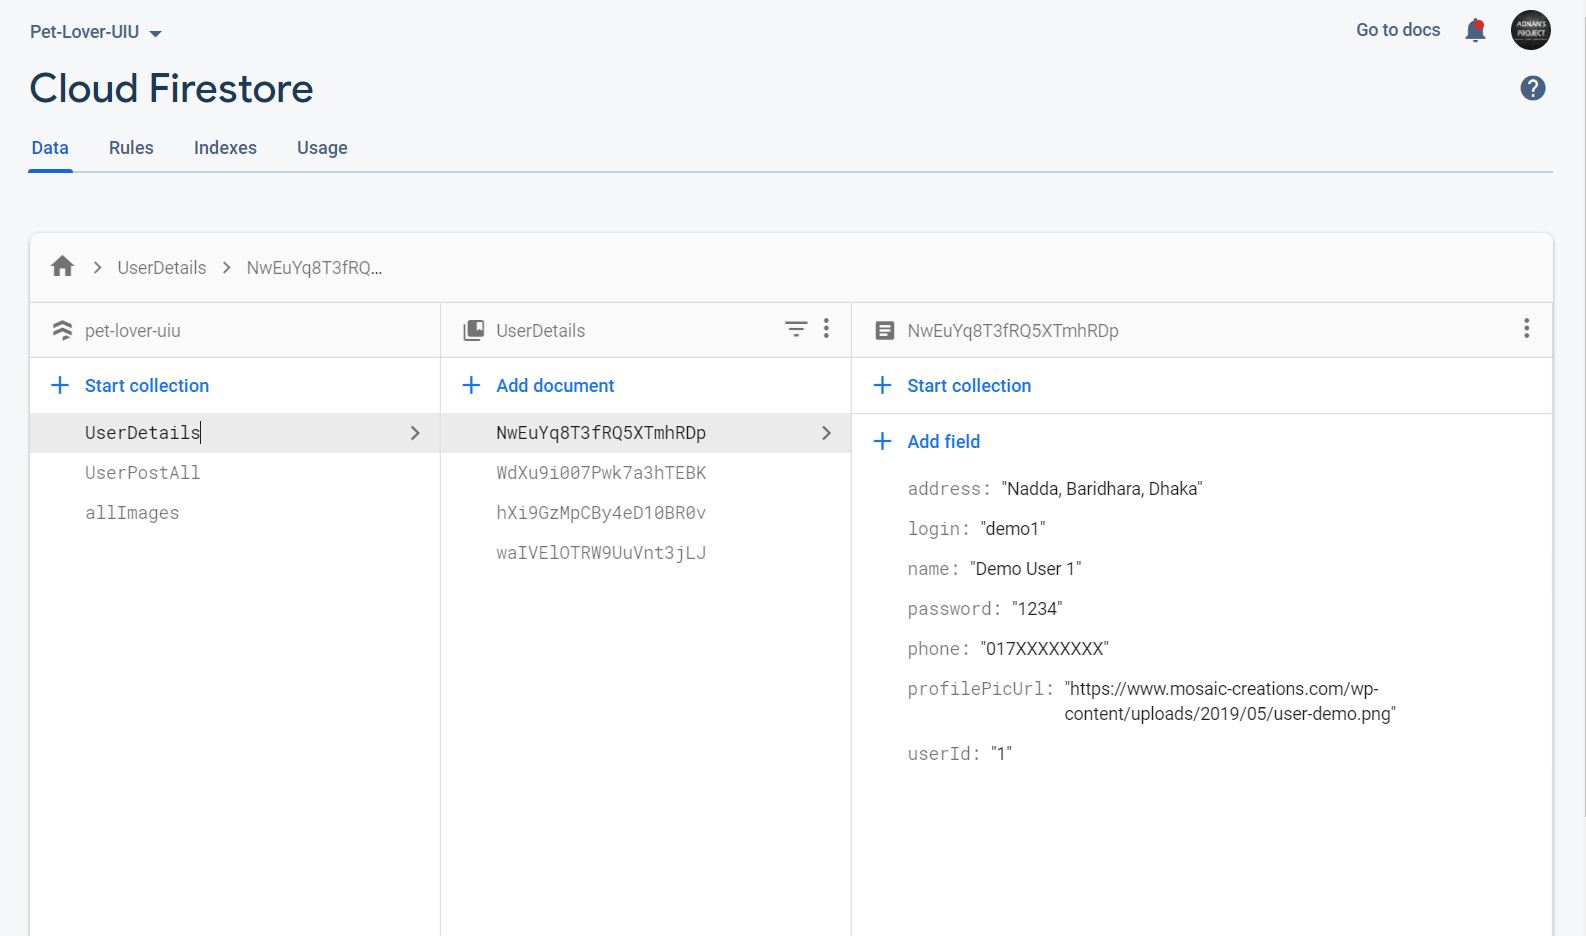 Pet-Lover-UIU
Go to docs
ADNAN'S
PROJECT
Cloud Firestore
?
Data
Rules
Indexes
Usage
UserDetails
NwEuYq8T3fRQ...
pet-lover-uiu
UserDetails
NwEuYq8T3fRQ5XTmhRDp
+ Start collection
+ Add document
+ Start collection
UserDetails
UserPostAll
allImages
NwEuYq8T3fRQ5XTmhRDp
WdXu9i007Pwk7a3hTEBK
hXi9GzMpCBy4eD10BR0v
waIVElOTRW9UuVnt3jLJ
+ Add field
address: "Nadda, Baridhara, Dhaka"
login: "demo1"
name: "Demo User 1"
password: "1234"
phone: "017XXXXXXXX"
profilePicUrl: "https://www.mosaic-creations.com/wp-
content/uploads/2019/05/user-demo.png"
userId: "1"